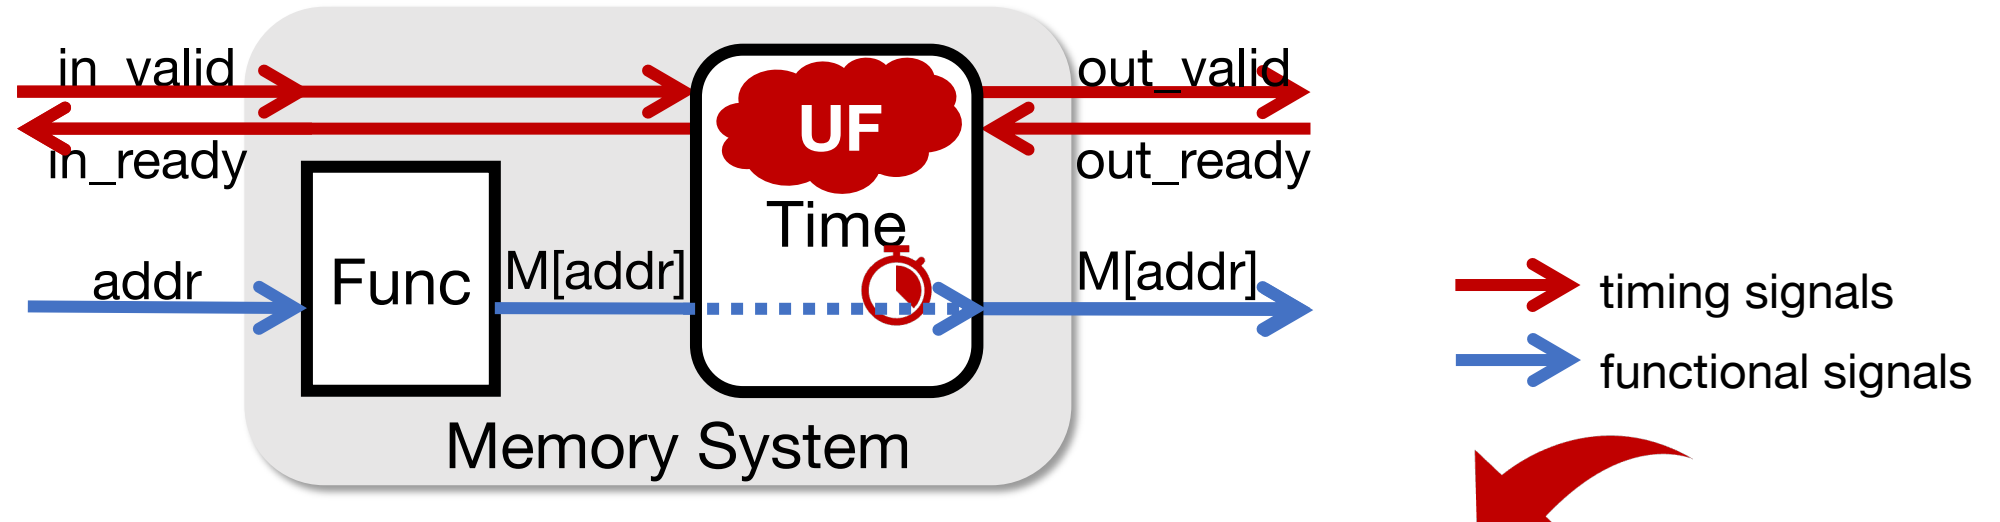 in_valid
out_valid
UF
in_ready
out_ready
Time
addr
Func
M[addr]
M[addr]
timing signals
functional signals
Memory System